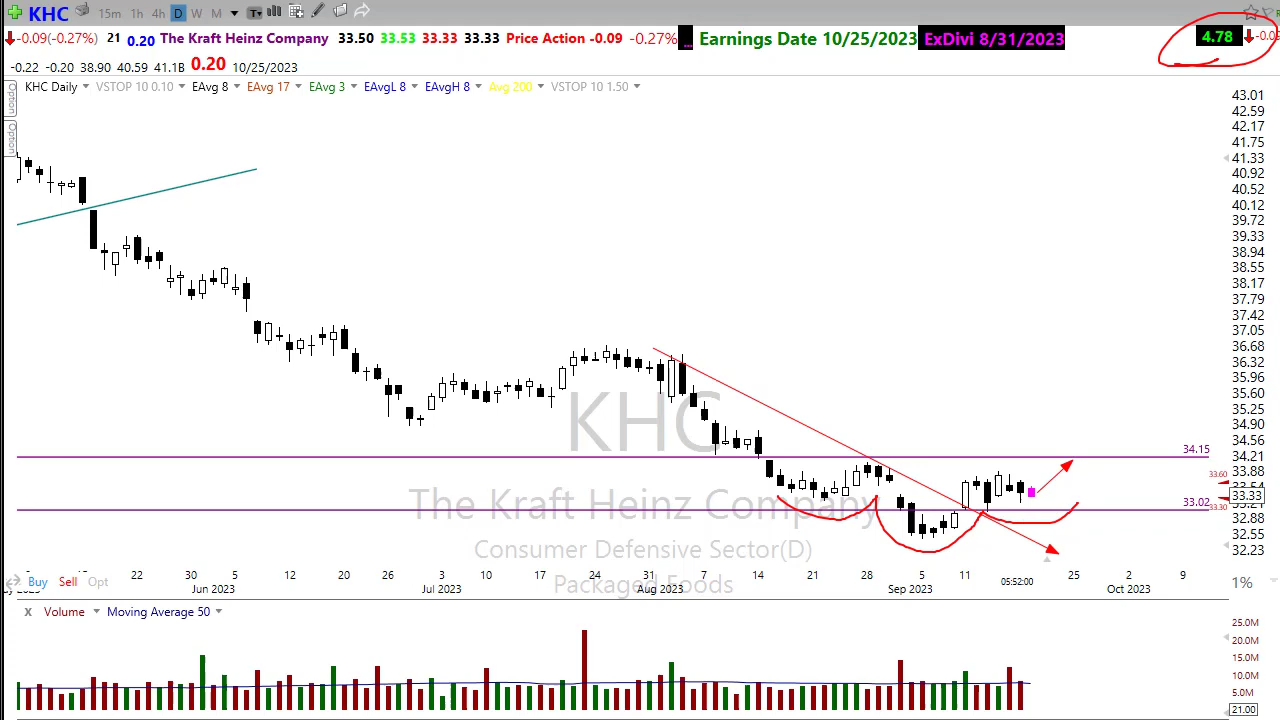 KHC 15m 1h 4h D W M T
-0.09(-0.27%) 21 0.20 The Kraft Heinz Company 33.50 33.53 33.33 33.33 Price Action -0.09 -0.27% ... Earnings Date 10/25/2023 ExDivi 8/31/2023 4.78 -0.09
-0.22 -0.20 38.90 40.59 41.1B 0.20 10/25/2023
Option
Option
KHC Daily VSTOP 10 0.10 EAvg 8 EAvg 17 EAvg 3 EAvgL 8 EAvgH 8 Avg 200 VSTOP 10 1.50
43.01
42.59
42.17
41.75
41.33
40.92
40.52
40.12
39.72
39.33
38.94
38.55
38.17
37.79
37.42
37.05
36.68
36.32
35.96
35.60
35.25
34.90
34.56
34.21
33.88
33.60
33.33
33.30
32.88
32.55
32.23
34.15
33.02
KHC
The Kraft Heinz Company
Consumer Defensive Sector(D)
Packaged Foods
Buy Sell Opt
22 30 5 12 20 26 3 10 17 24 31 7 14 21 28 5 11 25 2 9
05:52:00
Jun 2023 Jul 2023 Aug 2023 Sep 2023 Oct 2023
1%
X Volume Moving Average 50
25.0M
20.0M
15.0M
10.0M
5.0M
21.00